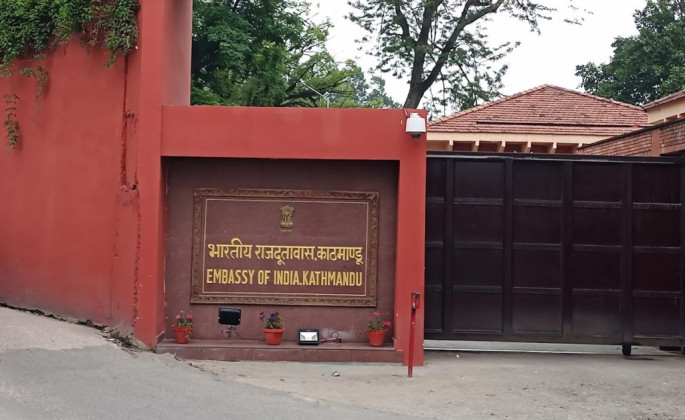 भारतीय राजदूतावास.काठमाण्डू
EMBASSY OF INDIA.KATHMANDU